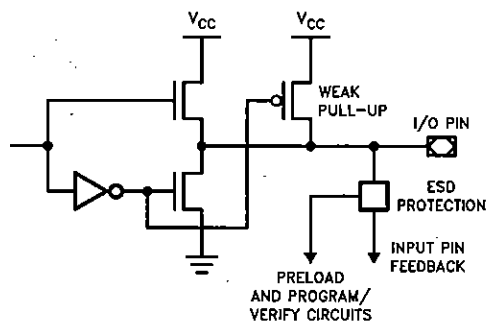 VCC
VCC
WEAK
PULL-UP
I/O PIN
ESD
PROTECTION
INPUT PIN
FEEDBACK
PRELOAD
AND PROGRAM/
VERIFY CIRCUITS